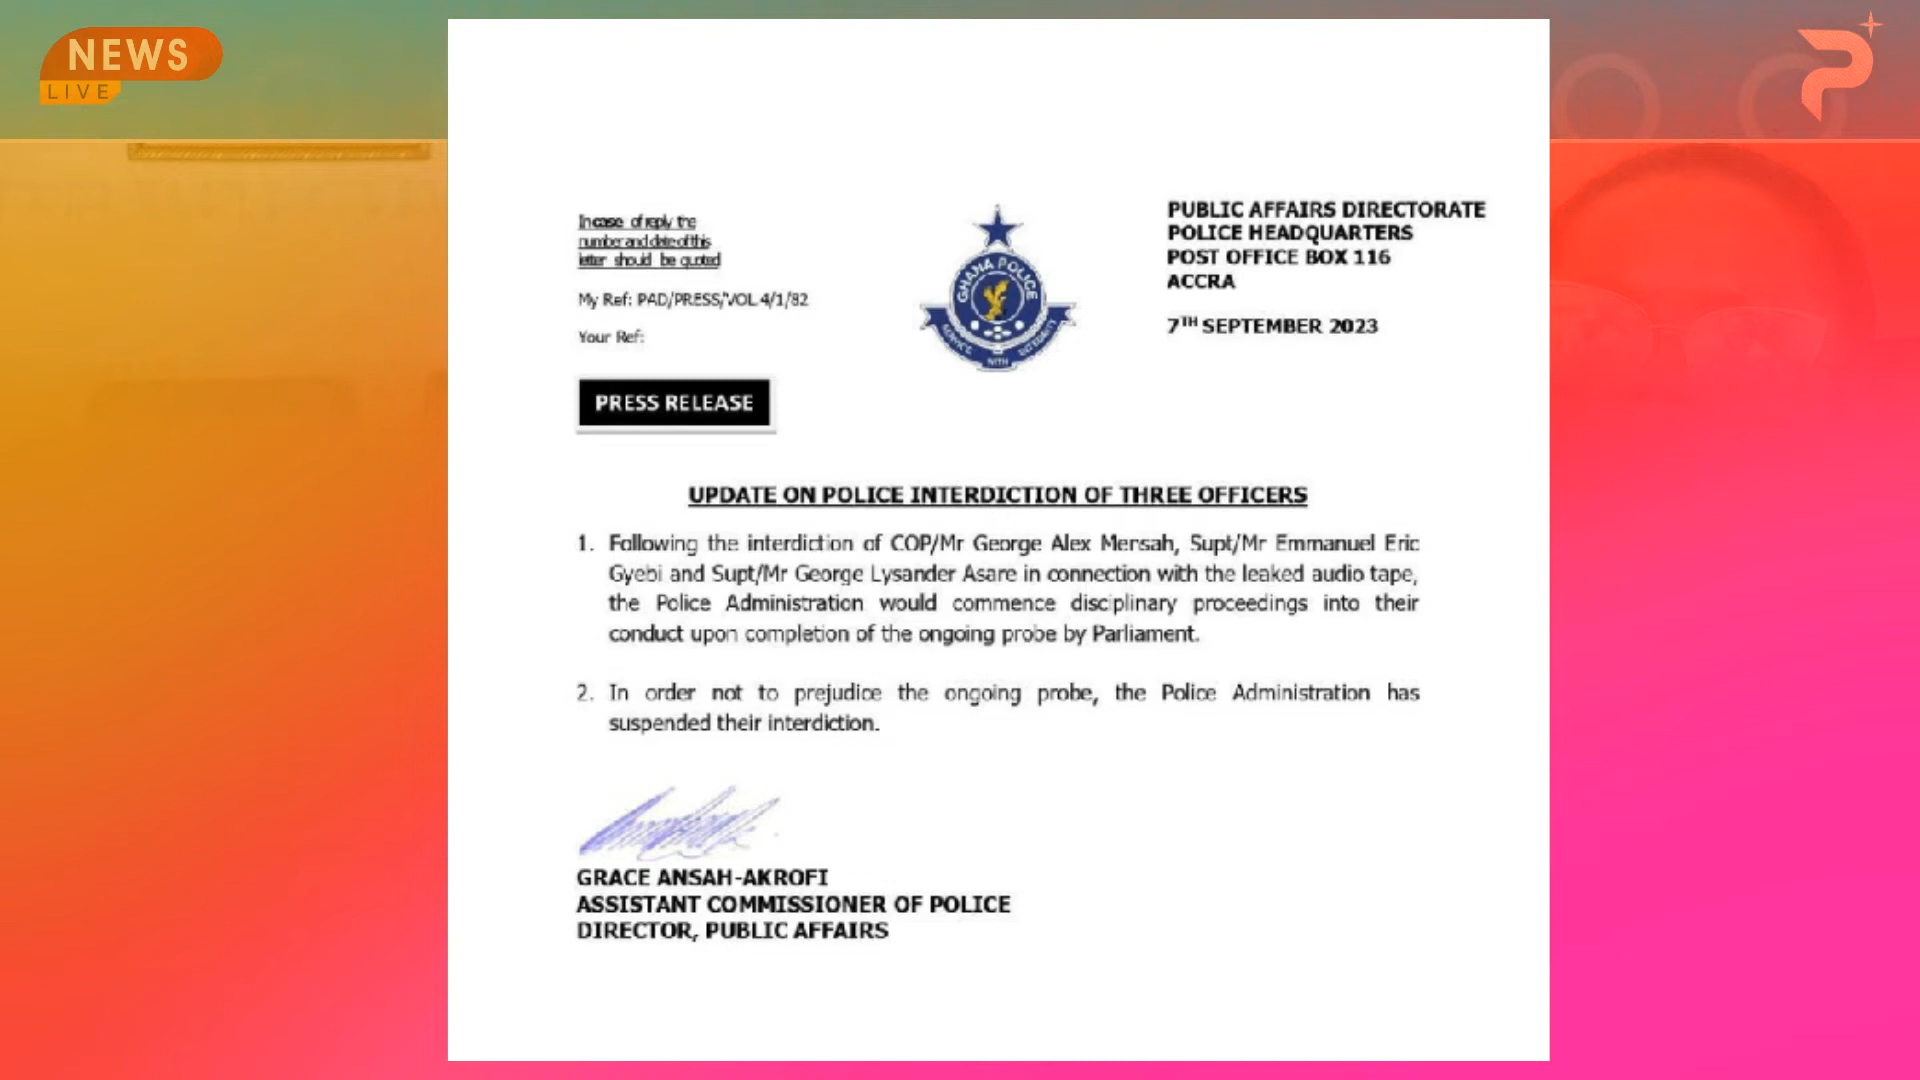 NEWS
LIVE
In case of reply the
number and date of this
letter should be quoted
My Ref: PAD/PRESS/VOL 4/1/82
Your Ref:
GHANA POLICE
SERVICE WITH INTEGRITY
PUBLIC AFFAIRS DIRECTORATE
POLICE HEADQUARTERS
POST OFFICE BOX 116
ACCRA
7TH SEPTEMBER 2023
PRESS RELEASE
UPDATE ON POLICE INTERDICTION OF THREE OFFICERS
1. Following the interdiction of COP/Mr George Alex Mensah, Supt/Mr Emmanuel Eric
Gyebi and Supt/Mr George Lysander Asare in connection with the leaked audio tape,
the Police Administration would commence disciplinary proceedings into their
conduct upon completion of the ongoing probe by Parliament.
2. In order not to prejudice the ongoing probe, the Police Administration has
suspended their interdiction.
GRACE ANSAH-AKROFI
ASSISTANT COMMISSIONER OF POLICE
DIRECTOR, PUBLIC AFFAIRS